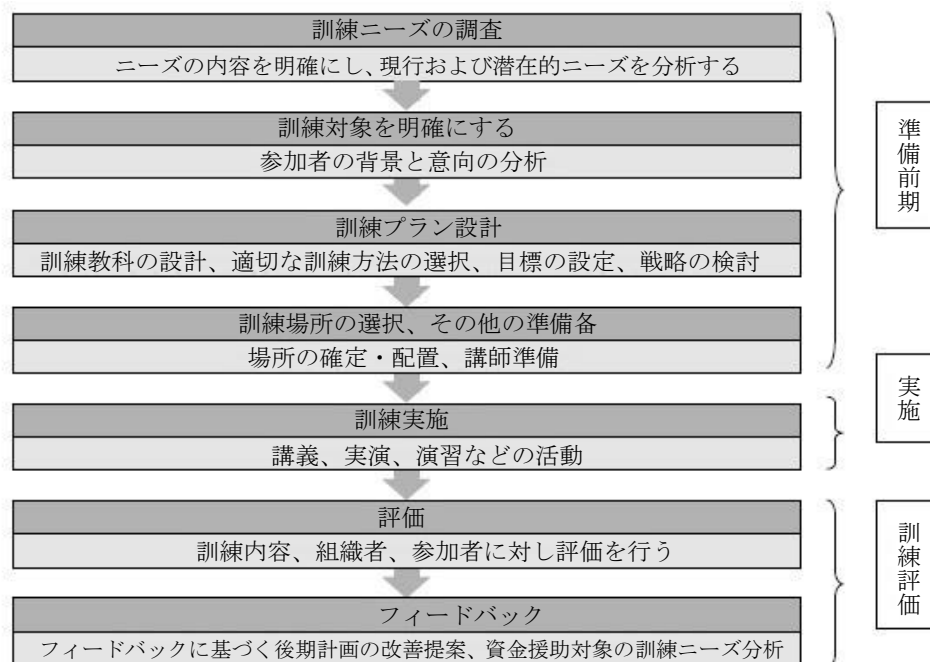 訓練ニーズの調査
ニーズの内容を明確にし、現行および潜在的ニーズを分析する
訓練対象を明確にする
参加者の背景と意向の分析
訓練プラン設計
訓練教科の設計、適切な訓練方法の選択、目標の設定、戦略の検討
訓練場所の選択、その他の準備备
場所の確定・配置、講師準備
準備前期
訓練実施
講義、実演、演習などの活動
実施
評価
訓練内容、組織者、参加者に対し評価を行う
フィードバック
フィードバックに基づく後期計画の改善提案、資金援助対象の訓練ニーズ分析
訓練評価